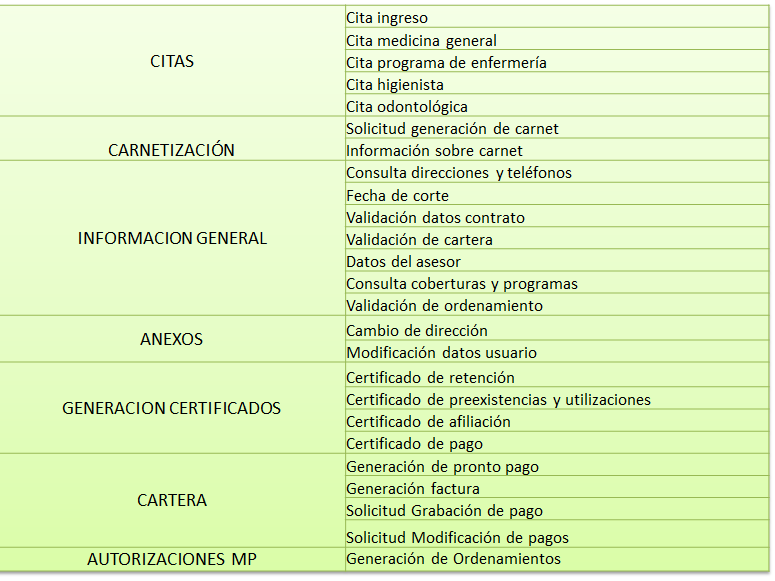 CITAS
Cita ingreso
Cita medicina general
Cita programa de enfermería
Cita higienista
Cita odontológica
CARNETIZACIÓN
Solicitud generación de carnet
Información sobre carnet
INFORMACION GENERAL
Consulta direcciones y teléfonos
Fecha de corte
Validación datos contrato
Validación de cartera
Datos del asesor
Consulta coberturas y programas
Validación de ordenamiento
ANEXOS
Cambio de dirección
Modificación datos usuario
GENERACION CERTIFICADOS
Certificado de retención
Certificado de preexistencias y utilizaciones
Certificado de afiliación
Certificado de pago
CARTERA
Generación de pronto pago
Generación factura
Solicitud Grabación de pago
Solicitud Modificación de pagos
AUTORIZACIONES MP
Generación de Ordenamientos